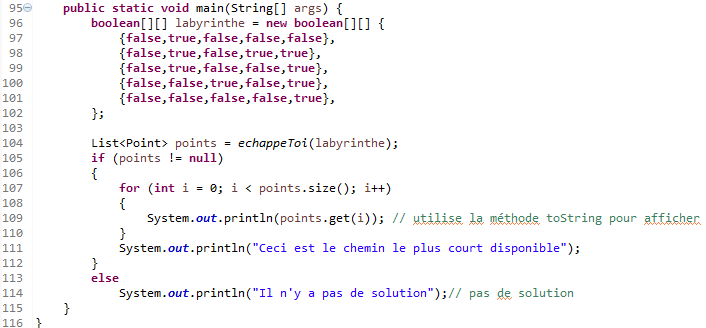 95 public static void main(String[] args) {
96 boolean[][] labyrinthe = new boolean[][] {
97 {false,true,false,false,false},
98 {false,false,true,true,true},
99 {true,false,false,false,true},
100 {false,false,true,false,true},
101 {false,false,false,false,true},
102 };
103
104 List<Point> points = echappeToi(labyrinthe);
105 if (points != null)
106 {
107 for (int i = 0; i < points.size(); i++)
108 {
109 System.out.println(points.get(i)); // utilise la méthode toString pour afficher
110 }
111 System.out.println("Ceci est le chemin le plus court disponible");
112 }
113 else
114 System.out.println("Il n'y a pas de solution");// pas de solution
115 }
116 }